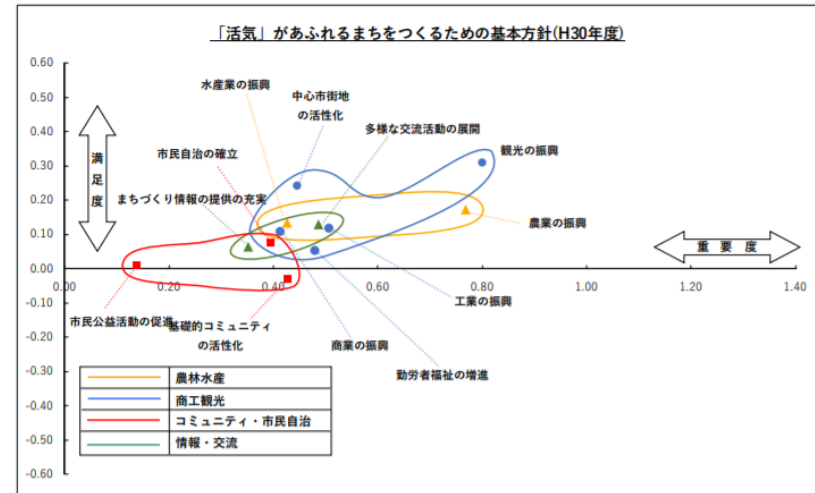 「活気」があふれるまちをつくるための基本方針(H30年度)
0.60
0.50
0.40
0.30
0.20
0.10
0.00
-0.10
-0.20
-0.30
-0.40
-0.50
-0.60
満足度
水産業の振興
中心市街地
の活性化
多様な交流活動の展開
市民自治の確立
観光の振興
まちづくり情報の提供の充実
農業の振興
重要度
0.00
0.20
0.40
0.60
0.80
1.00
1.20
1.40
市民公益活動の促進
基礎的コミュニティ
の活性化
商業の振興
工業の振興
勤労者福祉の増進
農林水産
商工観光
コミュニティ・市民自治
情報・交流